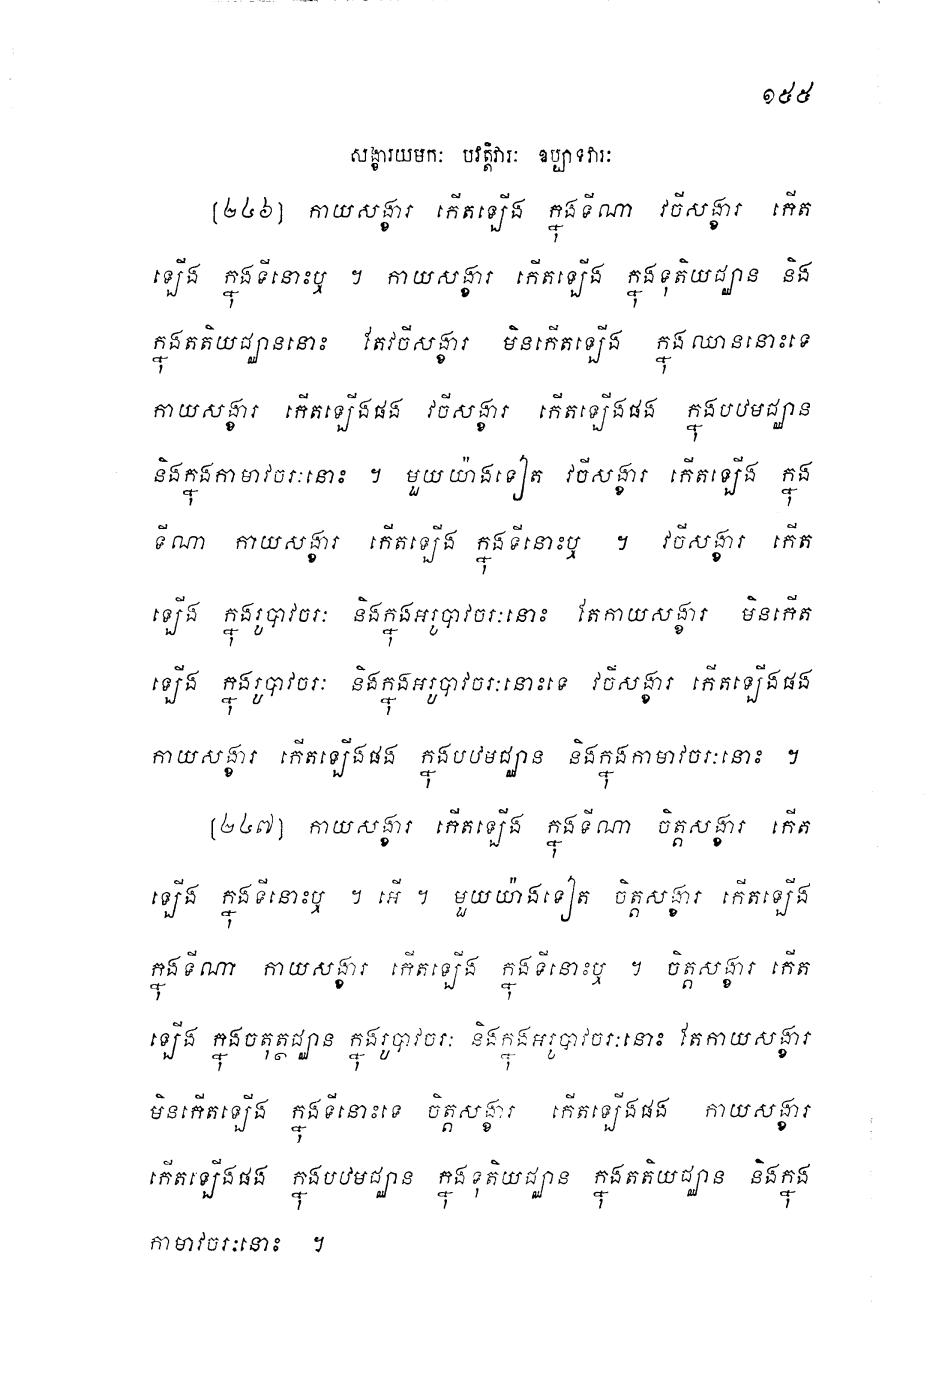 ១៥៥
សង្ខារយមកៈ បវត្តិវារៈ ឧប្បាទវារៈ
[២៤៦] កាយសង្ខារ កើតឡើង ក្នុងទីណា វចីសង្ខារ កើត
ឡើង ក្នុងទីនោះឬ ។ កាយសង្ខារ កើតឡើង ក្នុងទុតិយជ្ឈាន និង
ក្នុងតតិយជ្ឈាននោះ តែវចីសង្ខារ មិនកើតឡើង ក្នុងឈាននោះទេ
កាយសង្ខារ កើតឡើងផង វចីសង្ខារ កើតឡើងផង ក្នុងបឋមជ្ឈាន
និងក្នុងកាមាវចរៈនោះ ។ មួយយ៉ាងទៀត វចីសង្ខារ កើតឡើង ក្នុង
ទីណា កាយសង្ខារ កើតឡើង ក្នុងទីនោះឬ ។ វចីសង្ខារ កើត
ឡើង ក្នុងរូបាវចរៈ និងក្នុងអរូបាវចរៈនោះ តែកាយសង្ខារ មិនកើត
ឡើង ក្នុងរូបាវចរៈ និងក្នុងអរូបាវចរៈនោះទេ វចីសង្ខារ កើតឡើងផង
កាយសង្ខារ កើតឡើងផង ក្នុងបឋមជ្ឈាន និងក្នុងកាមាវចរៈនោះ ។
[២៤៧] កាយសង្ខារ កើតឡើង ក្នុងទីណា ចិត្តសង្ខារ កើត
ឡើង ក្នុងទីនោះឬ ។ អើ ។ មួយយ៉ាងទៀត ចិត្តសង្ខារ កើតឡើង
ក្នុងទីណា កាយសង្ខារ កើតឡើង ក្នុងទីនោះឬ ។ ចិត្តសង្ខារ កើត
ឡើង ក្នុងចតុត្ថជ្ឈាន ក្នុងរូបាវចរៈ និងក្នុងអរូបាវចរៈនោះ តែកាយសង្ខារ
មិនកើតឡើង ក្នុងទីនោះទេ ចិត្តសង្ខារ កើតឡើងផង កាយសង្ខារ
កើតឡើងផង ក្នុងបឋមជ្ឈាន ក្នុងទុតិយជ្ឈាន ក្នុងតតិយជ្ឈាន និងក្នុង
កាមាវចរៈនោះ ។